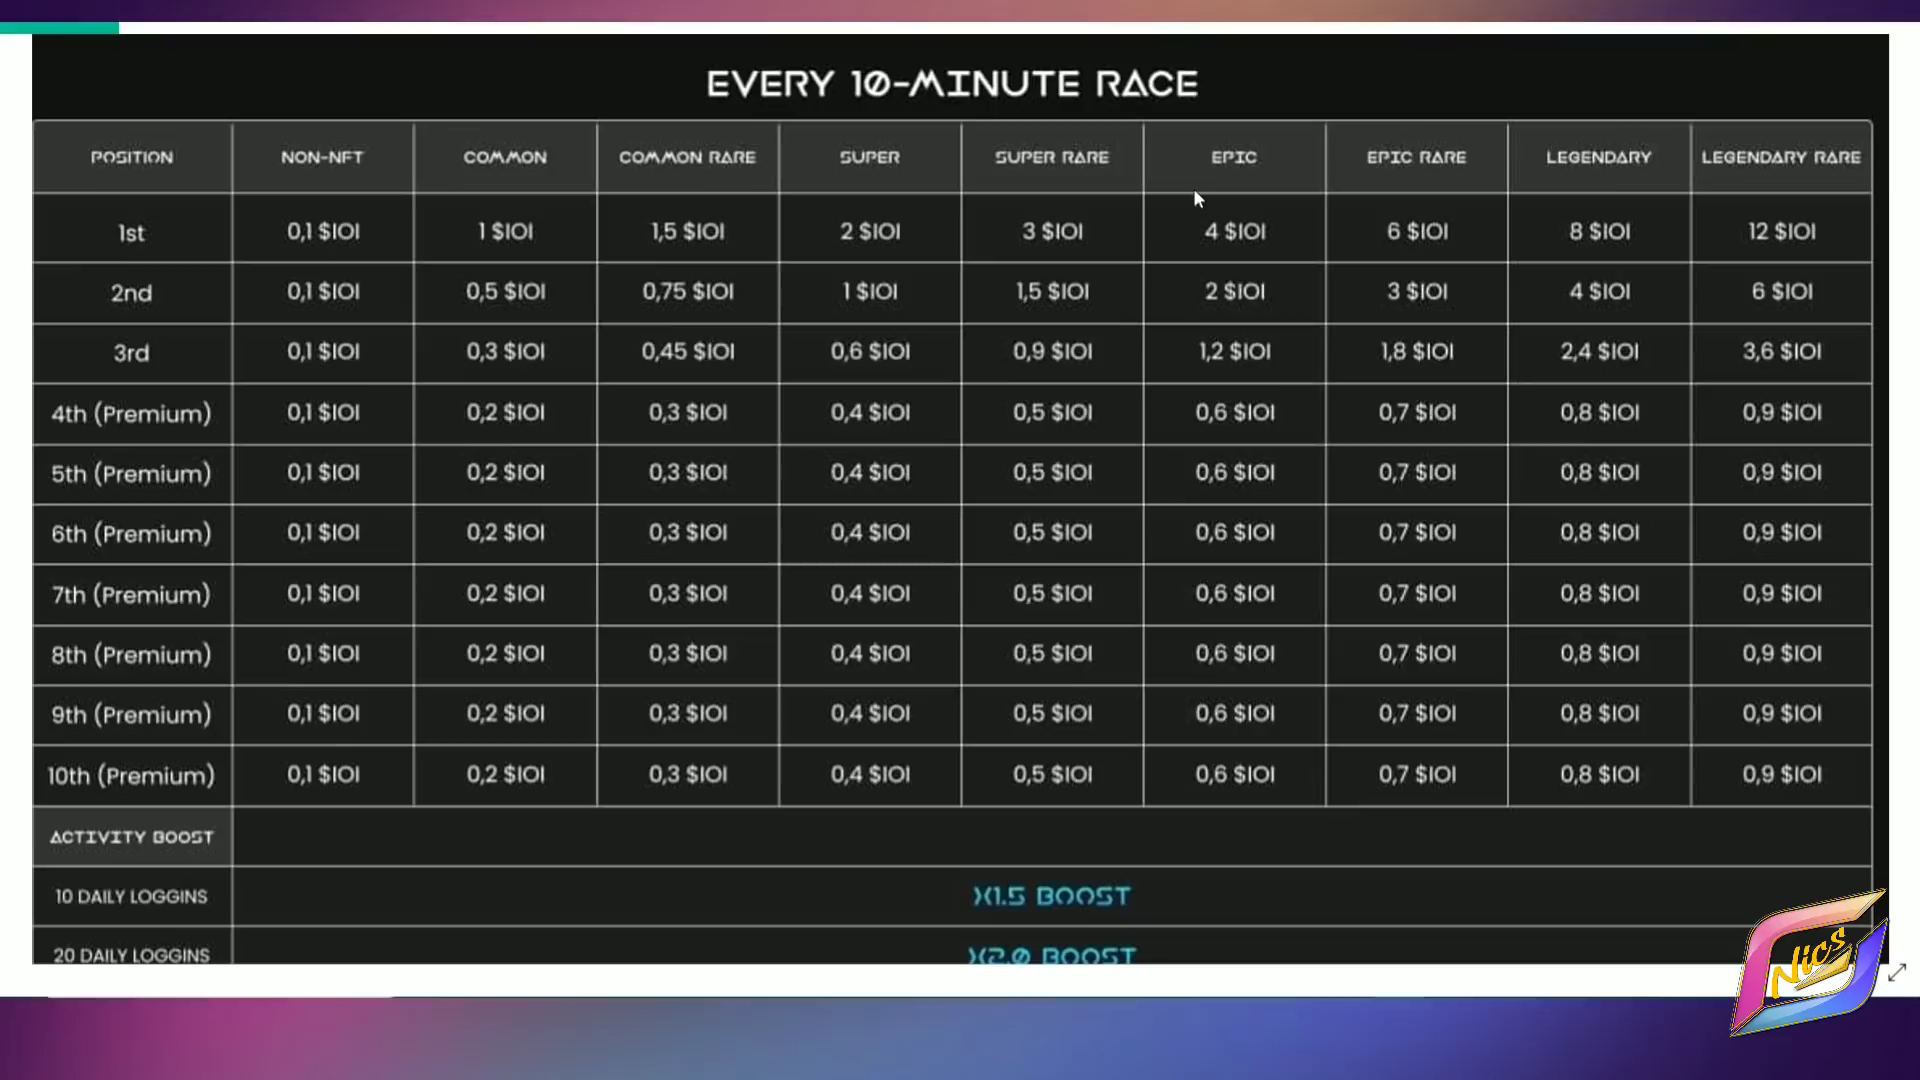 EVERY 10-MINUTE RACE
POSITION NON-NFT COMMON COMMON RARE SUPER SUPER RARE EPIC EPIC RARE LEGENDARY LEGENDARY RARE
1st 0,1 $IOI 1 $IOI 1,5 $IOI 2 $IOI 3 $IOI 4 $IOI 6 $IOI 8 $IOI 12 $IOI
2nd 0,1 $IOI 0,5 $IOI 0,75 $IOI 1 $IOI 1,5 $IOI 2 $IOI 3 $IOI 4 $IOI 6 $IOI
3rd 0,1 $IOI 0,3 $IOI 0,45 $IOI 0,6 $IOI 0,9 $IOI 1,2 $IOI 1,8 $IOI 2,4 $IOI 3,6 $IOI
4th (Premium) 0,1 $IOI 0,2 $IOI 0,3 $IOI 0,4 $IOI 0,5 $IOI 0,6 $IOI 0,7 $IOI 0,8 $IOI 0,9 $IOI
5th (Premium) 0,1 $IOI 0,2 $IOI 0,3 $IOI 0,4 $IOI 0,5 $IOI 0,6 $IOI 0,7 $IOI 0,8 $IOI 0,9 $IOI
6th (Premium) 0,1 $IOI 0,2 $IOI 0,3 $IOI 0,4 $IOI 0,5 $IOI 0,6 $IOI 0,7 $IOI 0,8 $IOI 0,9 $IOI
7th (Premium) 0,1 $IOI 0,2 $IOI 0,3 $IOI 0,4 $IOI 0,5 $IOI 0,6 $IOI 0,7 $IOI 0,8 $IOI 0,9 $IOI
8th (Premium) 0,1 $IOI 0,2 $IOI 0,3 $IOI 0,4 $IOI 0,5 $IOI 0,6 $IOI 0,7 $IOI 0,8 $IOI 0,9 $IOI
9th (Premium) 0,1 $IOI 0,2 $IOI 0,3 $IOI 0,4 $IOI 0,5 $IOI 0,6 $IOI 0,7 $IOI 0,8 $IOI 0,9 $IOI
10th (Premium) 0,1 $IOI 0,2 $IOI 0,3 $IOI 0,4 $IOI 0,5 $IOI 0,6 $IOI 0,7 $IOI 0,8 $IOI 0,9 $IOI
ACTIVITY BOOST
10 DAILY LOGGINS X1.5 BOOST
20 DAILY LOGGINS X2.0 BOOST
Nics